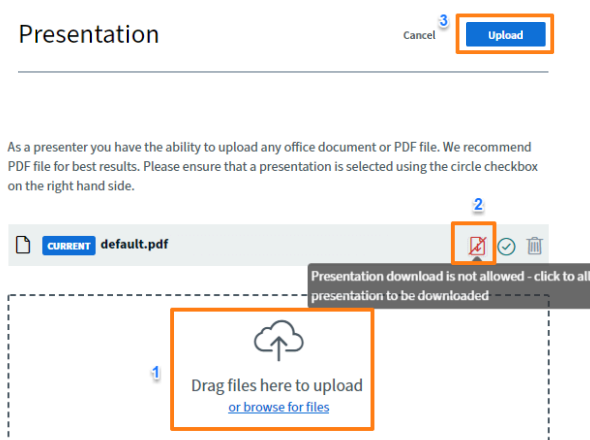 Presentation
Cancel
3
Upload
As a presenter you have the ability to upload any office document or PDF file. We recommend
PDF file for best results. Please ensure that a presentation is selected using the circle checkbox
on the right hand side.
2
CURRENT default.pdf
Presentation download is not allowed - click to all
presentation to be downloaded
1
Drag files here to upload
or browse for files